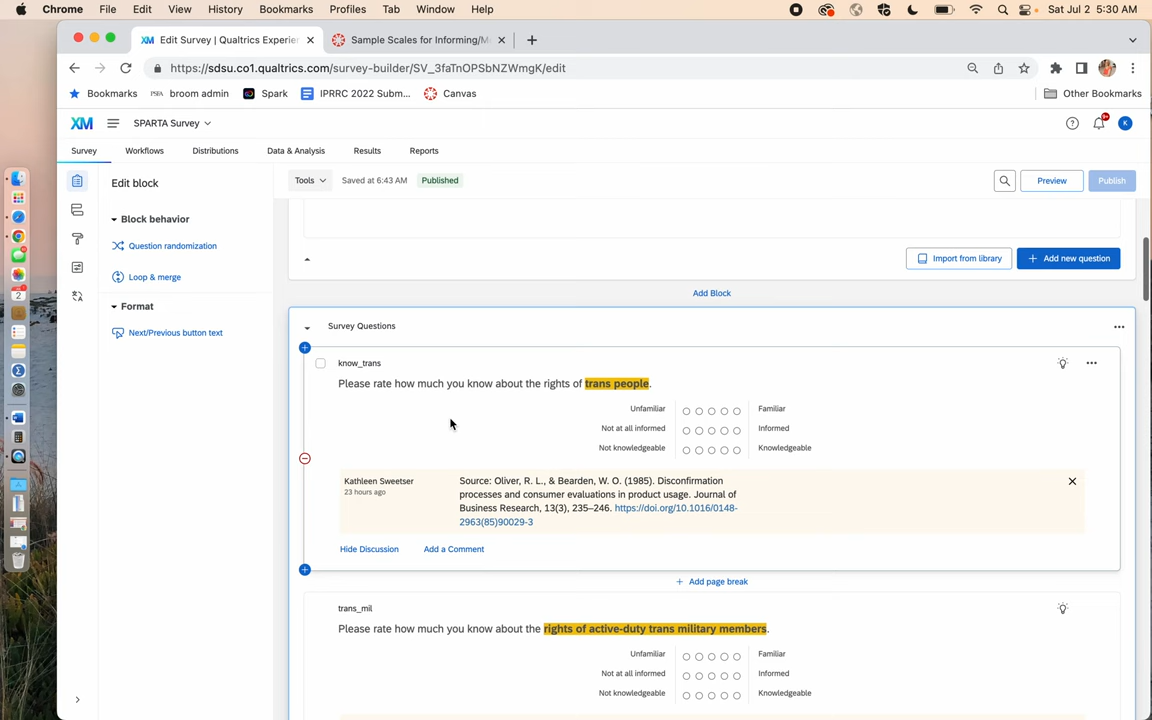 Chrome File Edit View History Bookmarks Profiles Tab Window Help Sat Jul 2 5:30 AM
XM Edit Survey | Qualtrics Experien Sample Scales for Informing/M
https://sdsu.co1.qualtrics.com/survey-builder/SV_3faTnOPSbNZWmgK/edit
Bookmarks broom admin Spark IPRRC 2022 Subm... Canvas Other Bookmarks
XM SPARTA Survey K
Survey Workflows Distributions Data & Analysis Results Reports
Edit block Tools Saved at 6:43 AM Published Preview Publish
Block behavior
Question randomization
Import from library + Add new question
Loop & merge
Add Block
Format
Next/Previous button text
Survey Questions
know_trans
Please rate how much you know about the rights of trans people.
Unfamiliar Familiar
Not at all informed Informed
Not knowledgeable Knowledgeable
Kathleen Sweetser
23 hours ago
Source: Oliver, R. L., & Bearden, W. O. (1985). Disconfirmation
processes and consumer evaluations in product usage. Journal of
Business Research, 13(3), 235–246. https://doi.org/10.1016/0148-
2963(85)90029-3
Hide Discussion Add a Comment
+ Add page break
trans_mil
Please rate how much you know about the rights of active-duty trans military members.
Unfamiliar Familiar
Not at all informed Informed
Not knowledgeable Knowledgeable